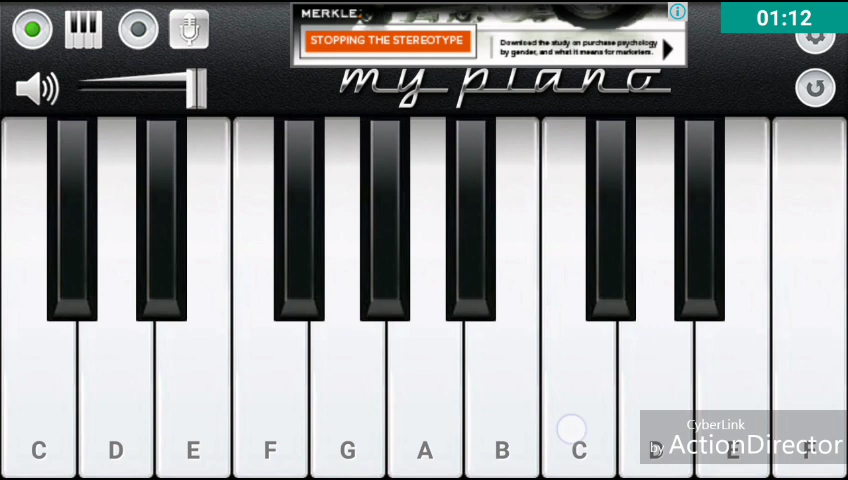 MERKLE
STOPPING THE STEREOTYPE
Download the study on purchase psychology
by gender, and what it means for marketers.
01:12
my piano
C D E F G A B C D E F
CyberLink
by ActionDirector